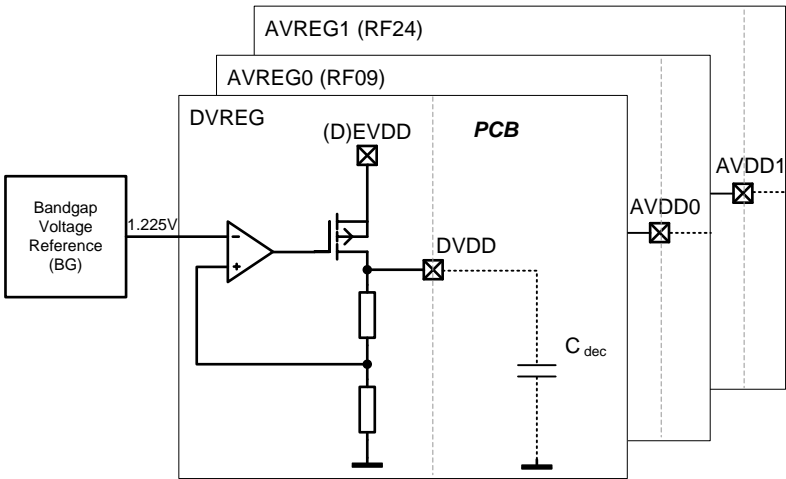 AVREG1 (RF24)
AVREG0 (RF09)
DVREG
(D)EVDD
PCB
AVDD1
AVDD0
Bandgap
Voltage
Reference
(BG)
1.225V
DVDD
C dec